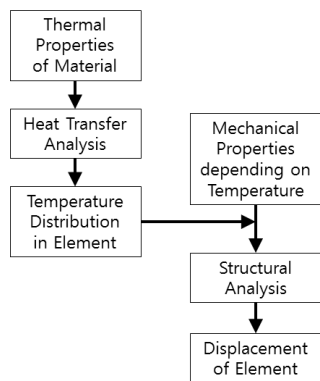 Thermal
Properties
of Material
Heat Transfer
Analysis
Temperature
Distribution
in Element
Mechanical
Properties
depending on
Temperature
Structural
Analysis
Displacement
of Element